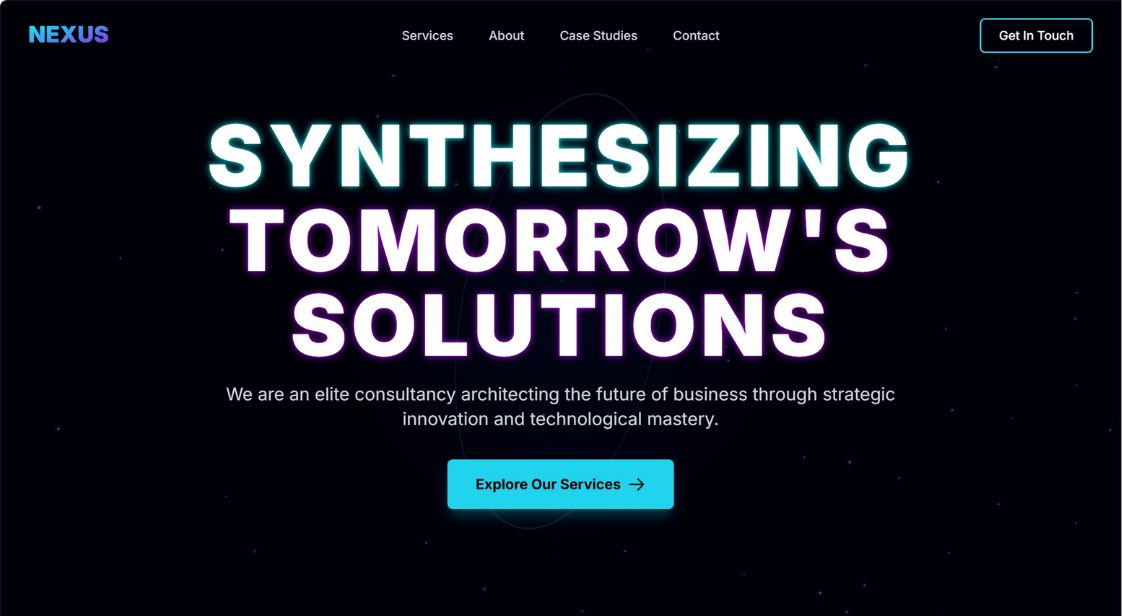 NEXUS
Services
About
Case Studies
Contact
Get In Touch
SYNTHESIZING
TOMORROW'S
SOLUTIONS
We are an elite consultancy architecting the future of business through strategic
innovation and technological mastery.
Explore Our Services